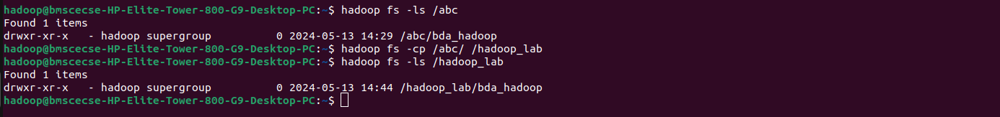 hadoop@bmscecse-HP-Elite-Tower-800-G9-Desktop-PC:~$ hadoop fs -ls /abc
Found 1 items
drwxr-xr-x   - hadoop supergroup          0 2024-05-13 14:29 /abc/bda_hadoop
hadoop@bmscecse-HP-Elite-Tower-800-G9-Desktop-PC:~$ hadoop fs -cp /abc/ /hadoop_lab
hadoop@bmscecse-HP-Elite-Tower-800-G9-Desktop-PC:~$ hadoop fs -ls /hadoop_lab
Found 1 items
drwxr-xr-x   - hadoop supergroup          0 2024-05-13 14:44 /hadoop_lab/bda_hadoop
hadoop@bmscecse-HP-Elite-Tower-800-G9-Desktop-PC:~$